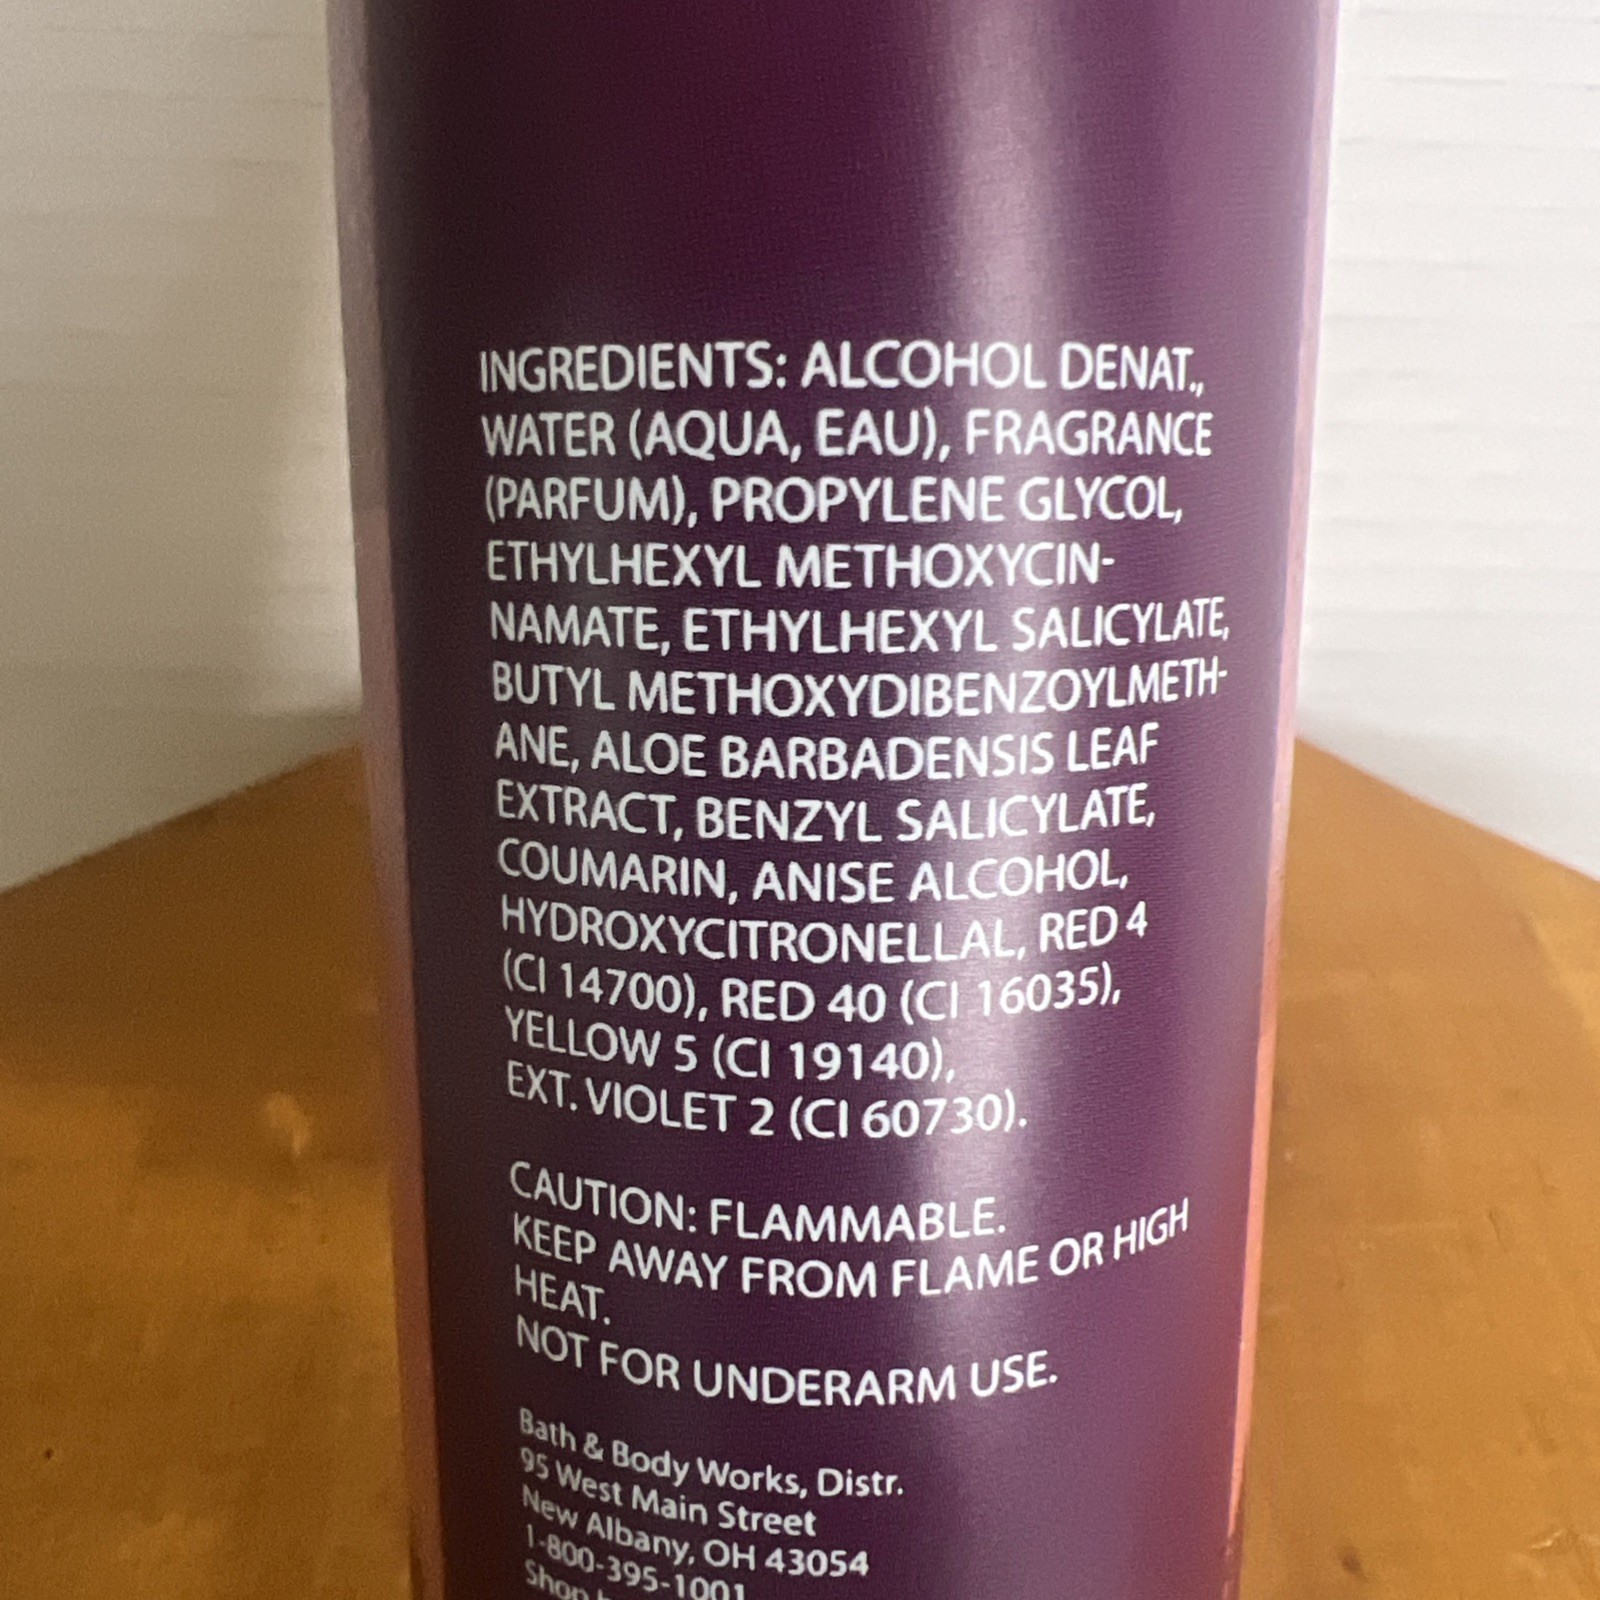 INGREDIENTS: ALCOHOL DENAT.,
WATER (AQUA, EAU), FRAGRANCE
(PARFUM), PROPYLENE GLYCOL,
ETHYLHEXYL METHOXYCIN-
NAMATE, ETHYLHEXYL SALICYLATE,
BUTYL METHOXYDIBENZOYLMETH-
ANE, ALOE BARBADENSIS LEAF
EXTRACT, BENZYL SALICYLATE,
COUMARIN, ANISE ALCOHOL,
HYDROXYCITRONELLAL, RED 4
(CI 14700), RED 40 (CI 16035),
YELLOW 5 (CI 19140),
EXT. VIOLET 2 (CI 60730).
CAUTION: FLAMMABLE.
KEEP AWAY FROM FLAME OR HIGH
HEAT.
NOT FOR UNDERARM USE.
Bath & Body Works, Distr.
95 West Main Street
New Albany, OH 43054
1-800-395-1001
Shop